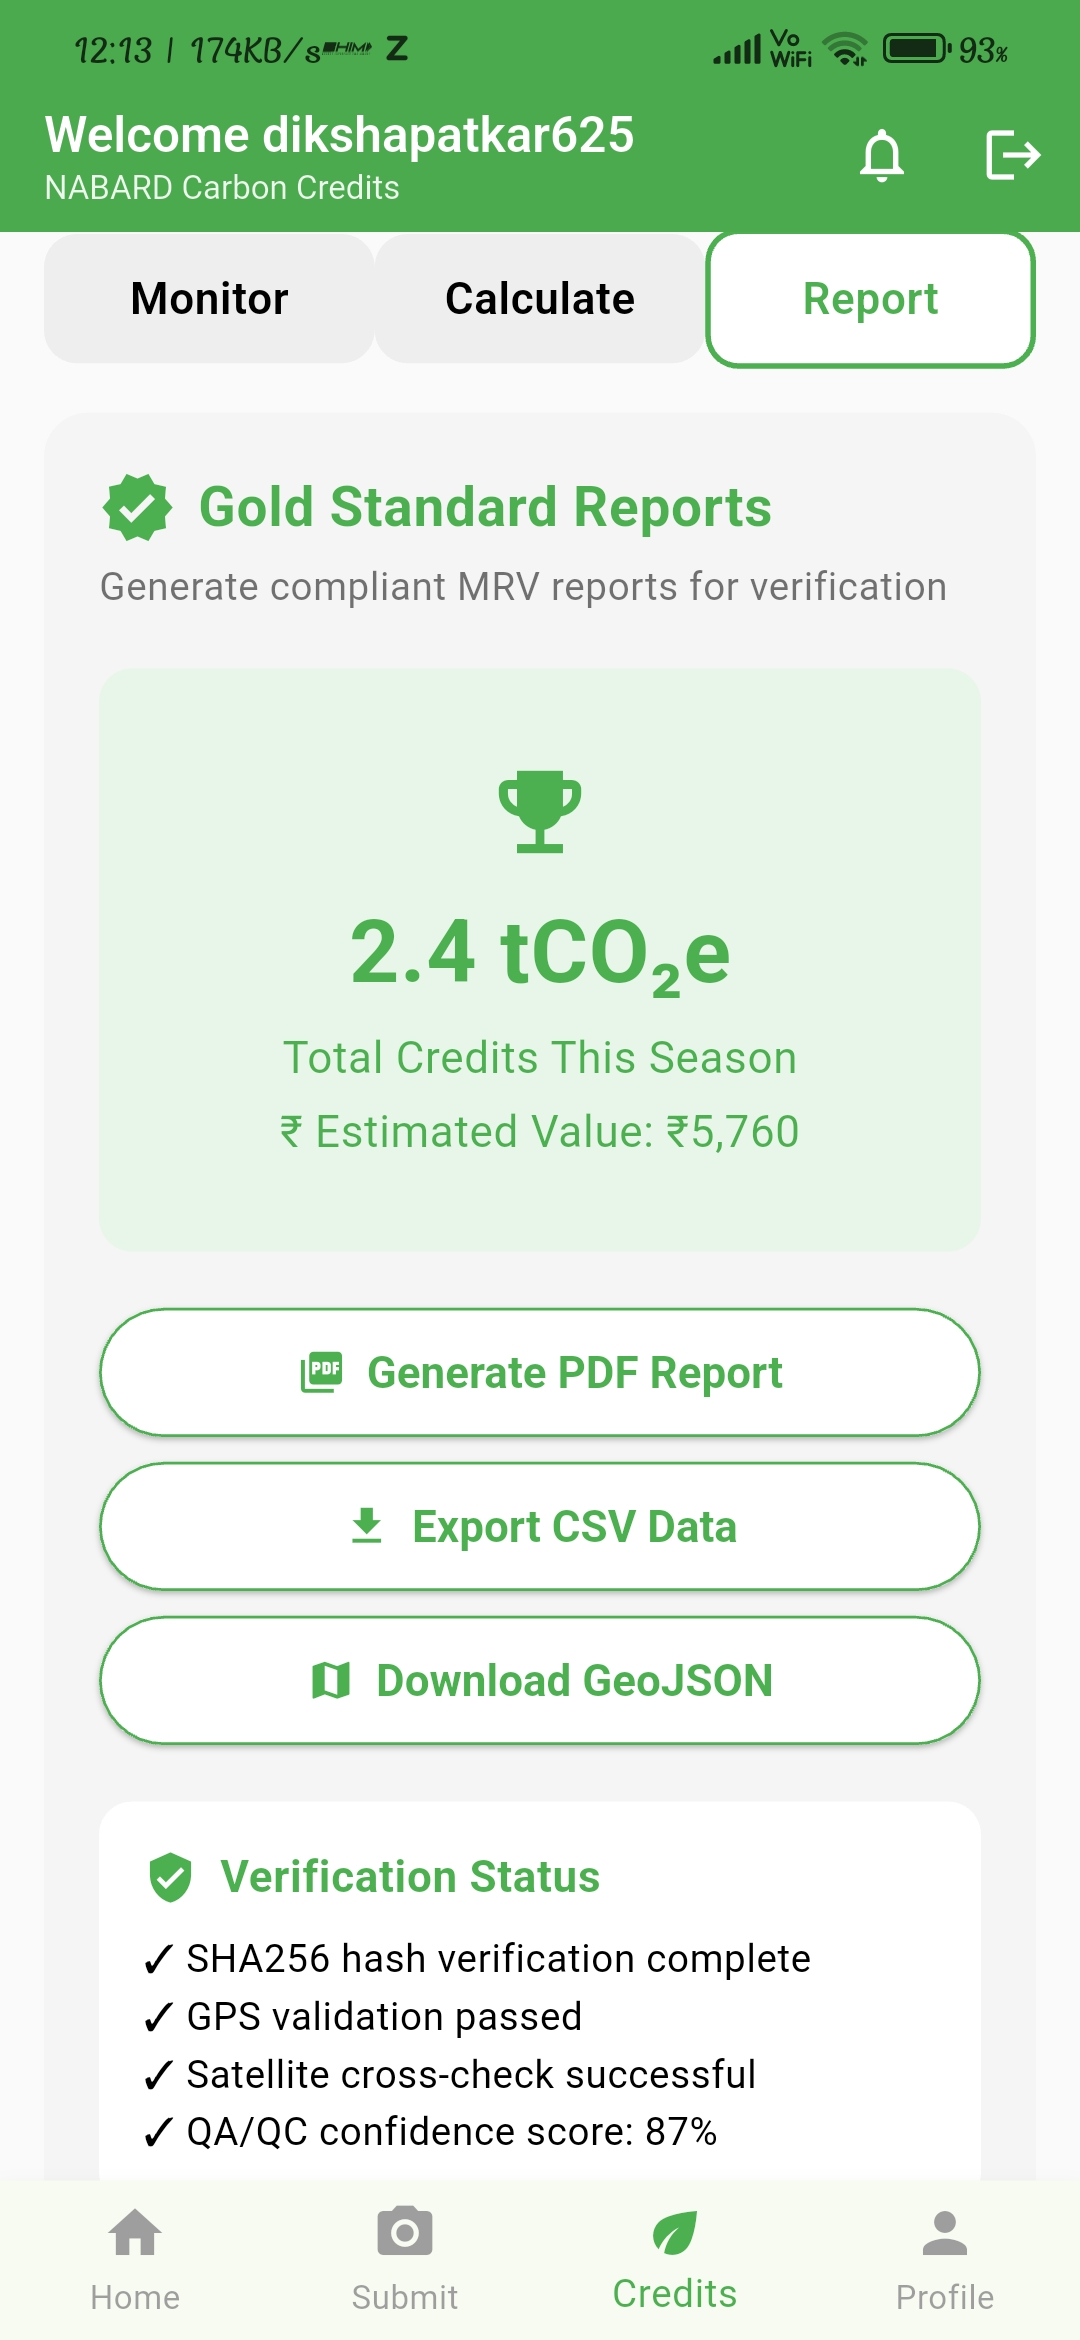 12:13 | 174KB/s Z Vo WiFi 93%
Welcome dikshapatkar625
NABARD Carbon Credits
Monitor Calculate Report
Gold Standard Reports
Generate compliant MRV reports for verification
2.4 tCO₂e
Total Credits This Season
₹ Estimated Value: ₹5,760
PDF Generate PDF Report
Export CSV Data
Download GeoJSON
Verification Status
✓ SHA256 hash verification complete
✓ GPS validation passed
✓ Satellite cross-check successful
✓ QA/QC confidence score: 87%
Home Submit Credits Profile